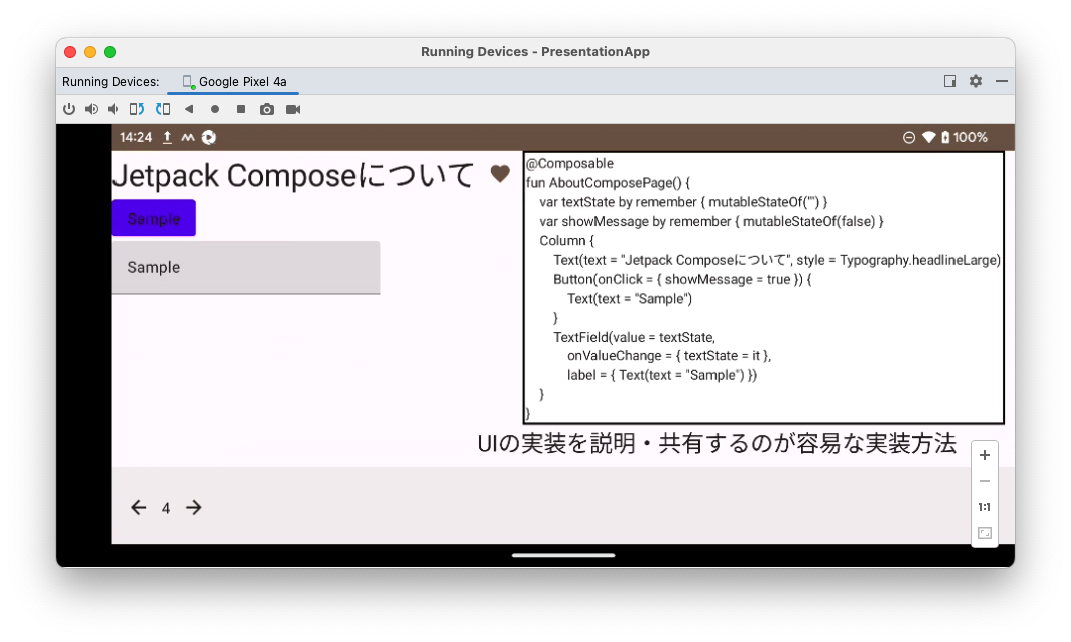 Running Devices - PresentationApp
Running Devices:
Google Pixel 4a
14:24
100%
Jetpack Composeについて
Sample
Sample
@Composable
fun AboutComposePage() {
var textState by remember { mutableStateOf("") }
var showMessage by remember { mutableStateOf(false) }
Column {
Text(text = "Jetpack Composeについて", style = Typography.headlineLarge)
Button(onClick = { showMessage = true }) {
Text(text = "Sample")
}
TextField(value = textState,
onValueChange = { textState = it },
label = { Text(text = "Sample") })
}
}
UIの実装を説明・共有するのが容易な実装方法
4
1:1